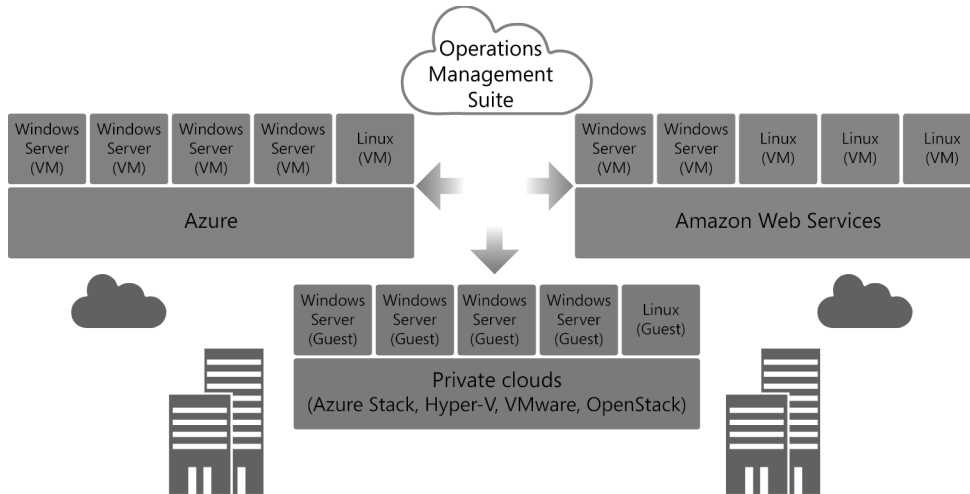 Operations
Management
Suite
Windows
Server
(VM)
Windows
Server
(VM)
Windows
Server
(VM)
Windows
Server
(VM)
Linux
(VM)
Azure
Windows
Server
(VM)
Windows
Server
(VM)
Linux
(VM)
Linux
(VM)
Linux
(VM)
Amazon Web Services
Windows
Server
(Guest)
Windows
Server
(Guest)
Windows
Server
(Guest)
Windows
Server
(Guest)
Linux
(Guest)
Private clouds
(Azure Stack, Hyper-V, VMware, OpenStack)